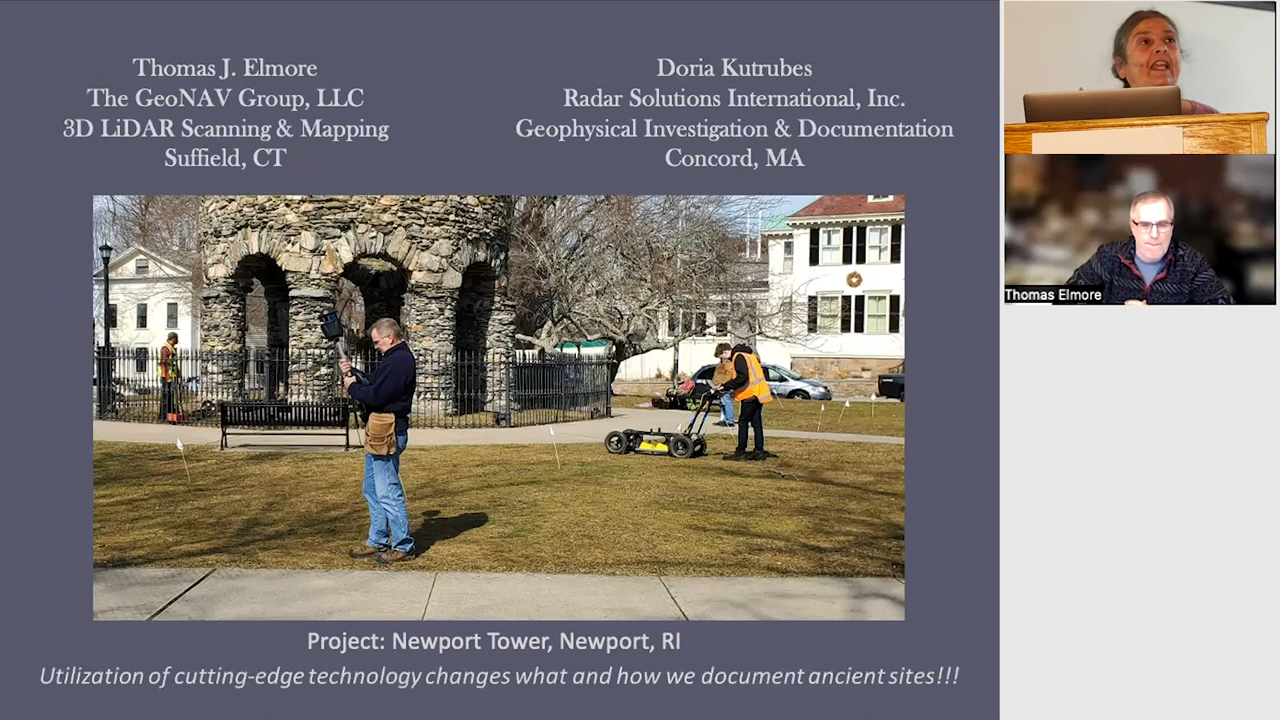 Thomas J. Elmore
The GeoNAV Group, LLC
3D LiDAR Scanning & Mapping
Suffield, CT
Doria Kutrubes
Radar Solutions International, Inc.
Geophysical Investigation & Documentation
Concord, MA
Thomas Elmore
Project: Newport Tower, Newport, RI
Utilization of cutting-edge technology changes what and how we document ancient sites!!!